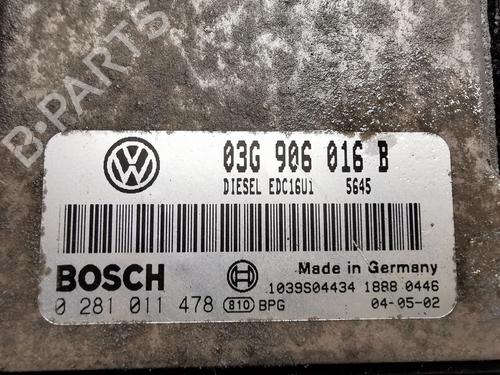 B-PARTS
03G 906 016 B
DIESEL EDC16U1 5645
BOSCH
Made in Germany
1039S04434 1888 0446
0 281 011 478 810 BPG 04-05-02